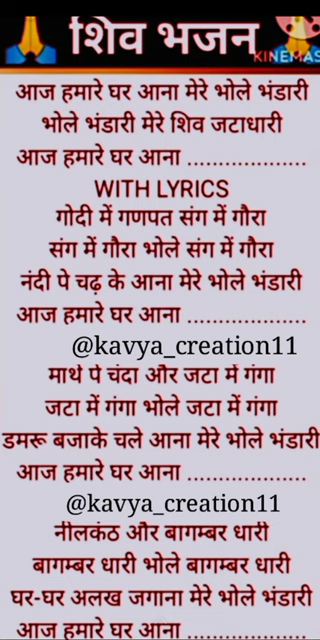 शिव भजन
KINEMAS
आज हमारे घर आना मेरे भोले भंडारी
भोले भंडारी मेरे शिव जटाधारी
आज हमारे घर आना ...................
WITH LYRICS
गोदी में गणपत संग में गौरा
संग में गौरा भोले संग में गौरा
नंदी पे चढ़ के आना मेरे भोले भंडारी
आज हमारे घर आना ...................
@kavya_creation11
माथे पे चंदा और जटा में गंगा
जटा में गंगा भोले जटा में गंगा
डमरू बजाके चले आना मेरे भोले भंडारी
आज हमारे घर आना ...................
@kavya_creation11
नीलकंठ और बागम्बर धारी
बागम्बर धारी भोले बागम्बर धारी
घर-घर अलख जगाना मेरे भोले भंडारी
आज हमारे घर आना ...................